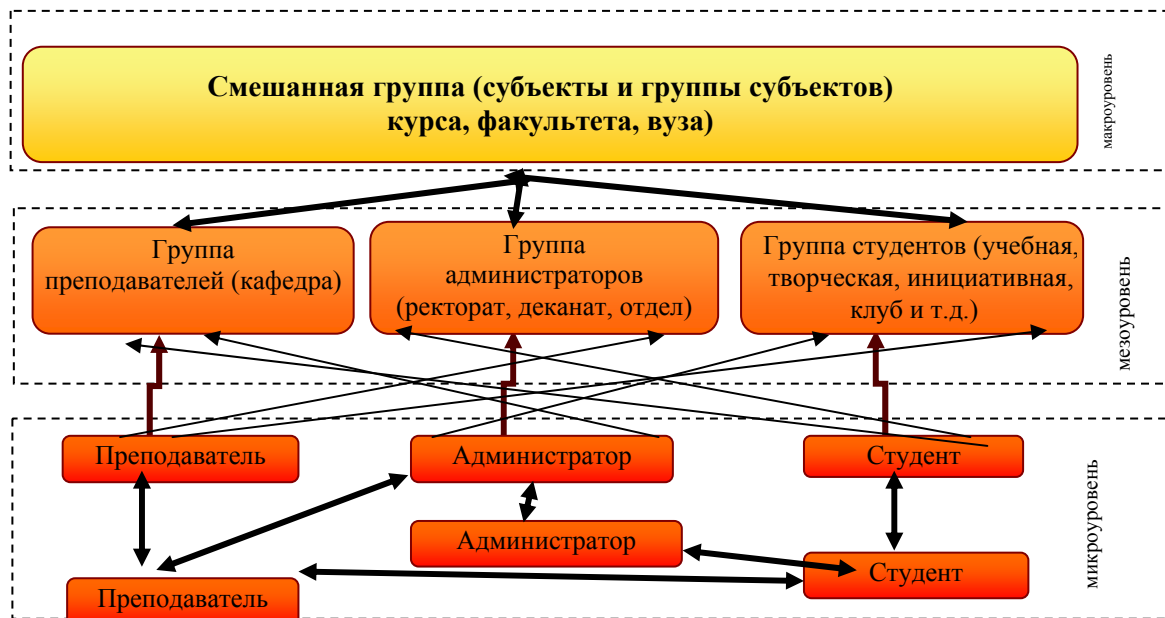 Смешанная группа (субъекты и группы субъектов)
курса, факультета, вуза)
макроуровень
Группа
преподавателей (кафедра)
Группа
администраторов
(ректорат, деканат, отдел)
Группа студентов (учебная,
творческая, инициативная,
клуб и т.д.)
мезоуровень
Преподаватель
Администратор
Студент
Администратор
Студент
Преподаватель
микроуровень